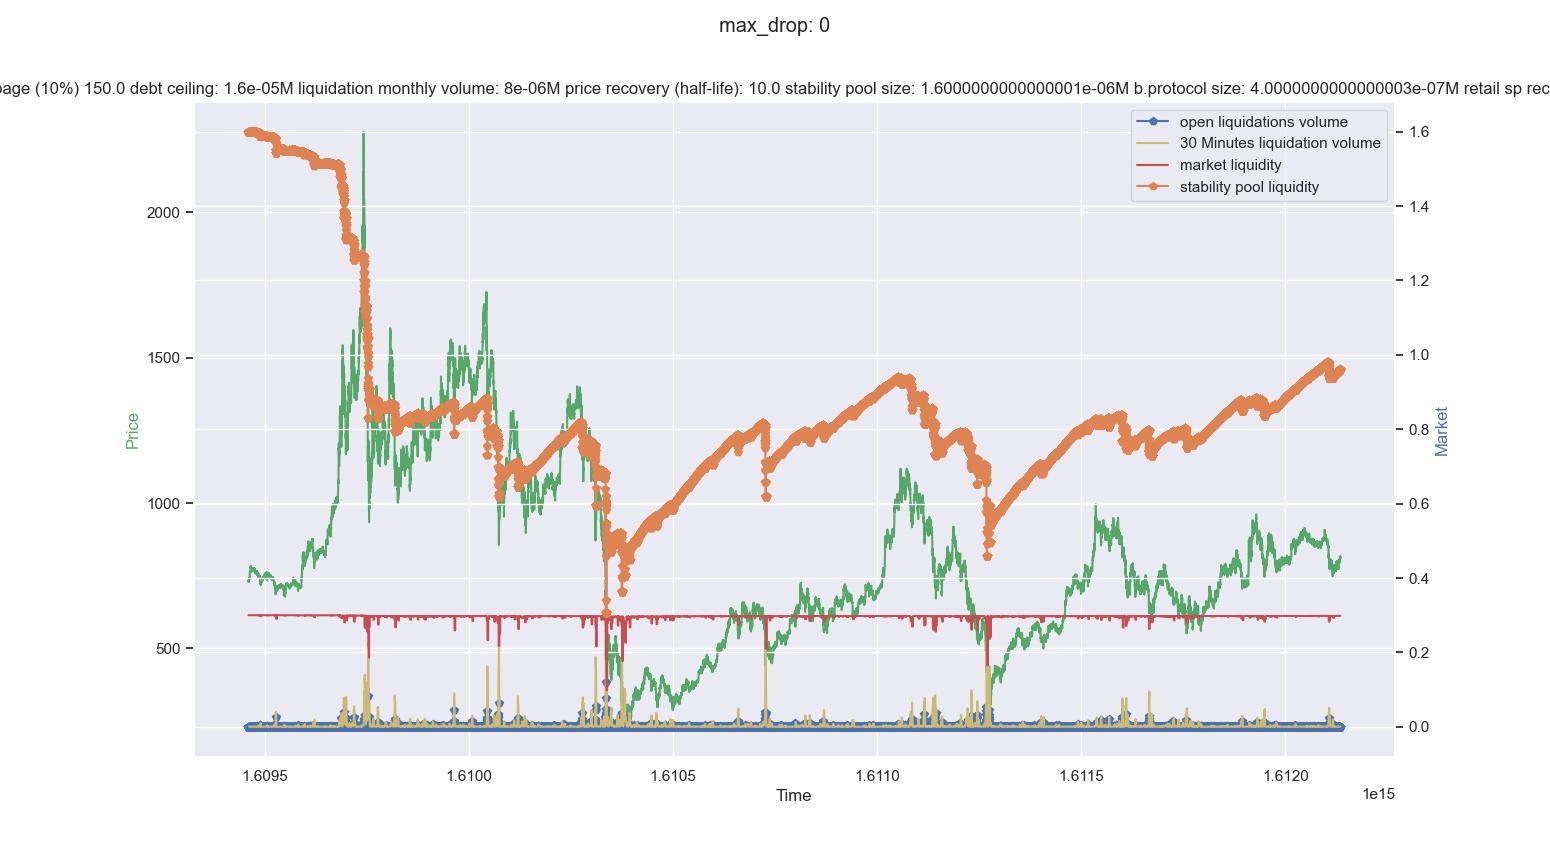 max_drop: 0
page (10%) 150.0 debt ceiling: 1.6e-05M liquidation monthly volume: 8e-06M price recovery (half-life): 10.0 stability pool size: 1.6000000000000001e-06M b.protocol size: 4.0000000000000003e-07M retail sp rec
open liquidations volume
30 Minutes liquidation volume
market liquidity
stability pool liquidity
2000
1500
1000
500
Price
1.6
1.4
1.2
1.0
0.8
0.6
0.4
0.2
0.0
Market
1.6095
1.6100
1.6105
1.6110
1.6115
1.6120
Time
1e15